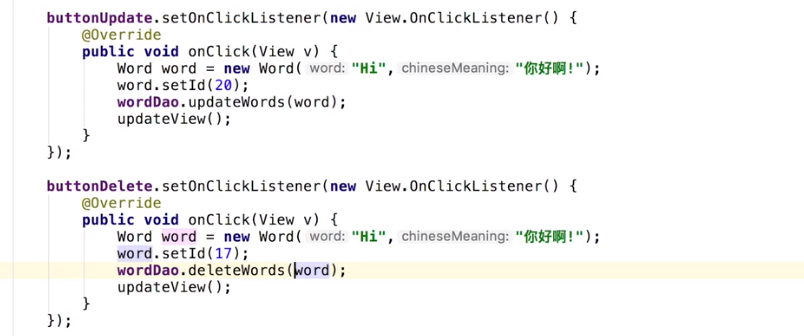 buttonUpdate.setOnClickListener(new View.OnClickListener() {
@Override
public void onClick(View v) {
Word word = new Word( word: "Hi", chineseMeaning: "你好啊!");
word.setId(20);
wordDao.updateWords(word);
updateView();
}
});
buttonDelete.setOnClickListener(new View.OnClickListener() {
@Override
public void onClick(View v) {
Word word = new Word( word: "Hi", chineseMeaning: "你好啊!");
word.setId(17);
wordDao.deleteWords(word);
updateView();
}
});